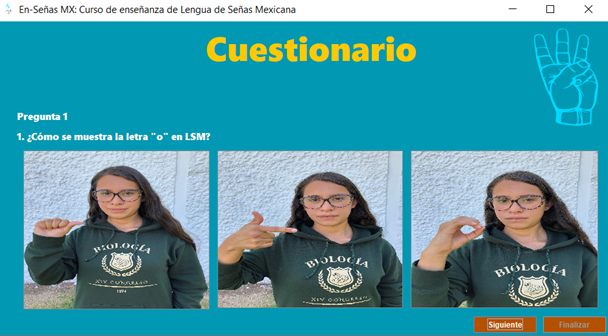 En-Señas MX: Curso de enseñanza de Lengua de Señas Mexicana
Cuestionario
Pregunta 1
1. ¿Cómo se muestra la letra "o" en LSM?
BIOLOGÍA
XIV CONGRESO
1974
BIOLOGÍA
XIV CONGRESO
BIOLOGÍA
Siguiente
Finalizar